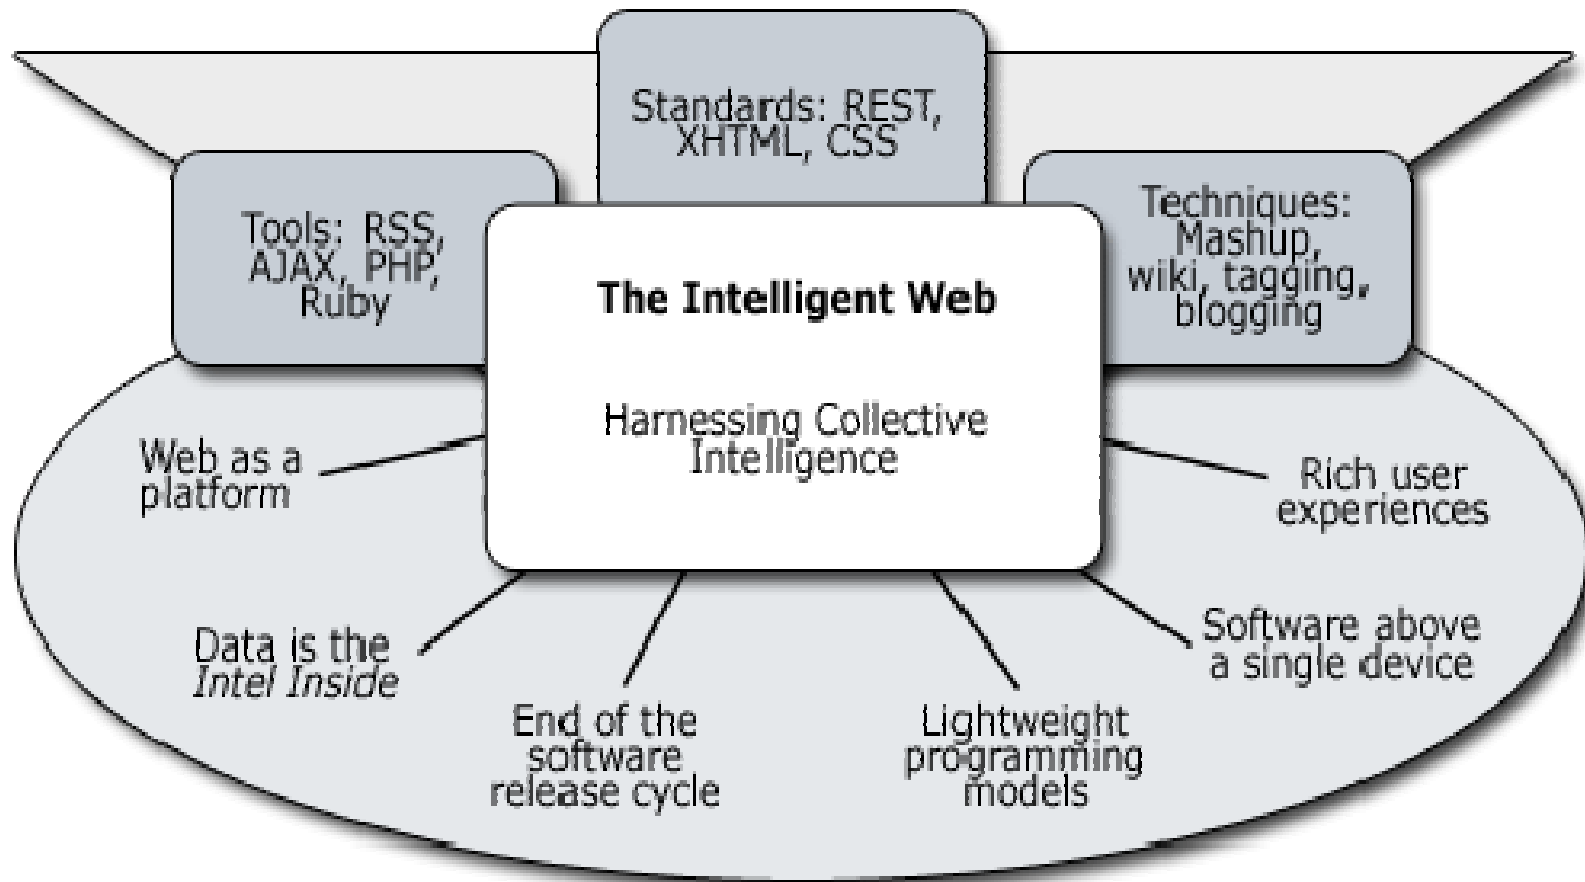 Standards: REST,
XHTML, CSS
Tools: RSS,
AJAX, PHP,
Ruby
Techniques:
Mashup,
wiki, tagging,
blogging
The Intelligent Web
Harnessing Collective
Intelligence
Web as a
platform
Data is the
Intel Inside
End of the
software
release cycle
Lightweight
programming
models
Software above
a single device
Rich user
experiences